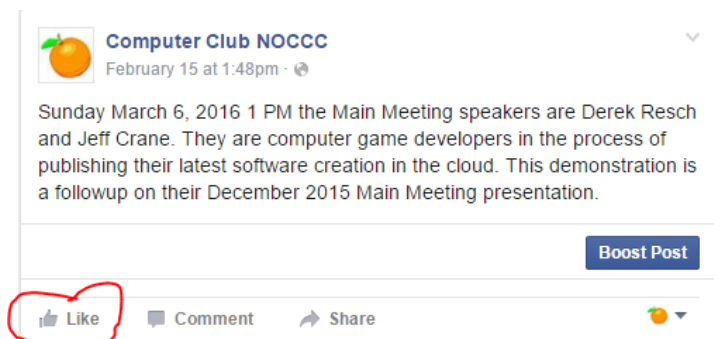 Computer Club NOCCC
February 15 at 1:48pm ·
Sunday March 6, 2016 1 PM the Main Meeting speakers are Derek Resch
and Jeff Crane. They are computer game developers in the process of
publishing their latest software creation in the cloud. This demonstration is
a followup on their December 2015 Main Meeting presentation.
Boost Post
Like Comment Share